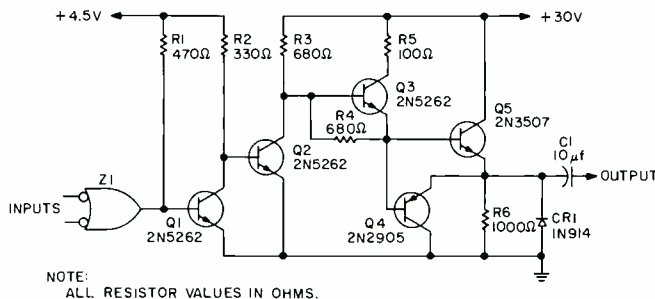 +4.5V
+30V
R1
470Ω
R2
330Ω
R3
680Ω
R5
100Ω
Q3
2N5262
R4
680Ω
Q5
2N3507
Q2
2N5262
C1
10μf
OUTPUT
Z1
INPUTS
Q1
2N5262
Q4
2N2905
R6
1000Ω
CR1
1N914
NOTE:
ALL RESISTOR VALUES IN OHMS.